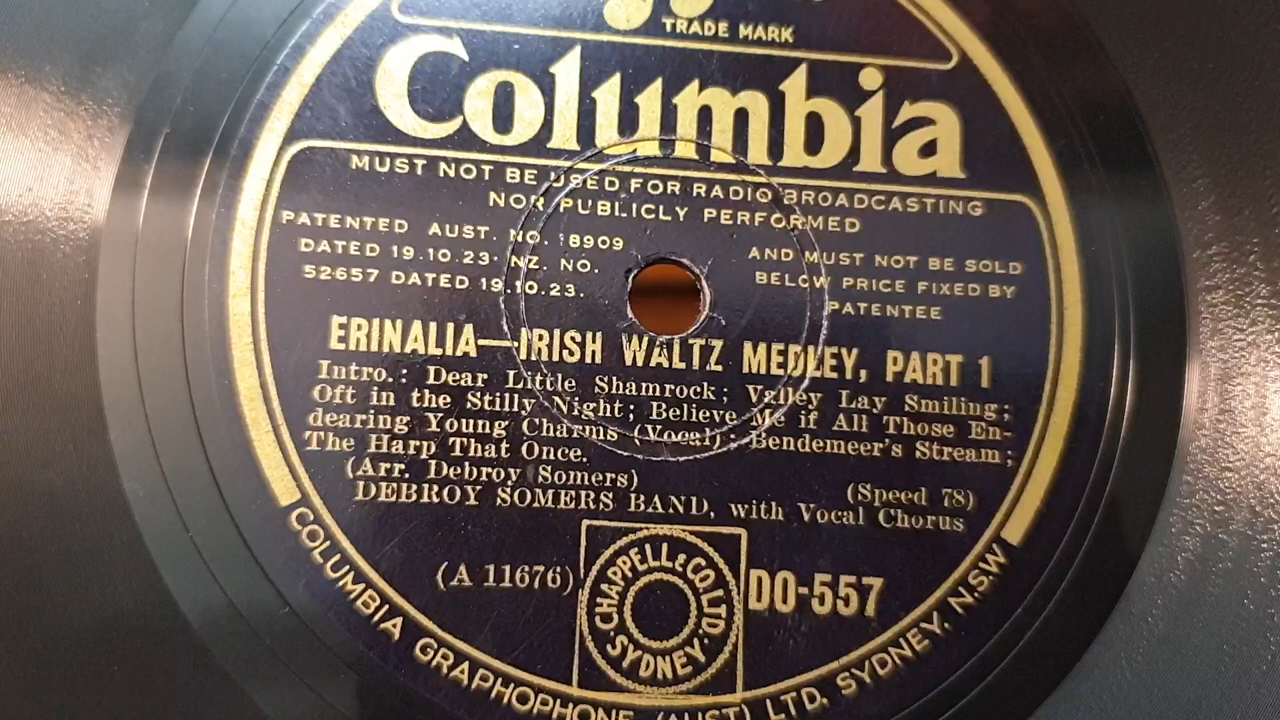 TRADE MARK
Columbia
MUST NOT BE USED FOR RADIO BROADCASTING
NOR PUBLICLY PERFORMED
PATENTED AUST. NO. 18909
DATED 19.10.23. NZ. NO.
52657 DATED 19.10.23.
AND MUST NOT BE SOLD
BELOW PRICE FIXED BY
PATENTEE
ERINALIA—IRISH WALTZ MEDLEY, PART 1
Intro.: Dear Little Shamrock; Valley Lay Smiling;
Oft in the Stilly Night; Believe Me if All Those En-
dearing Young Charms (Vocal); Bendemeer's Stream;
The Harp That Once.
(Arr. Debroy Somers)
(Speed 78)
DEBROY SOMERS BAND, with Vocal Chorus
(A 11676)
CHAPPELL & CO. LTD. SYDNEY
DO-557
COLUMBIA GRAPHOPHONE (AUST) LTD. SYDNEY. N.S.W